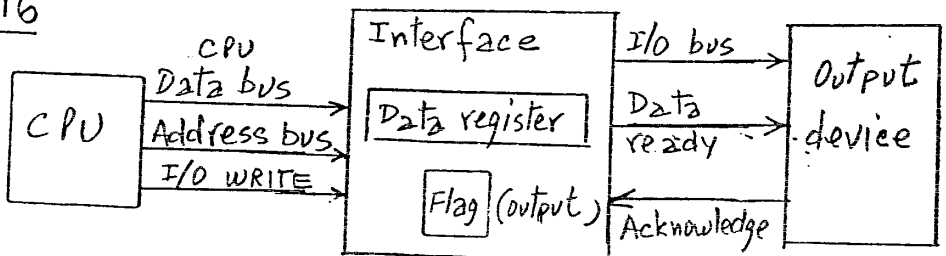 16
CPU
CPU
Data bus
Address bus
I/O WRITE
Interface
Data register
Flag (output)
I/O bus
Data
ready
Acknowledge
Output
device